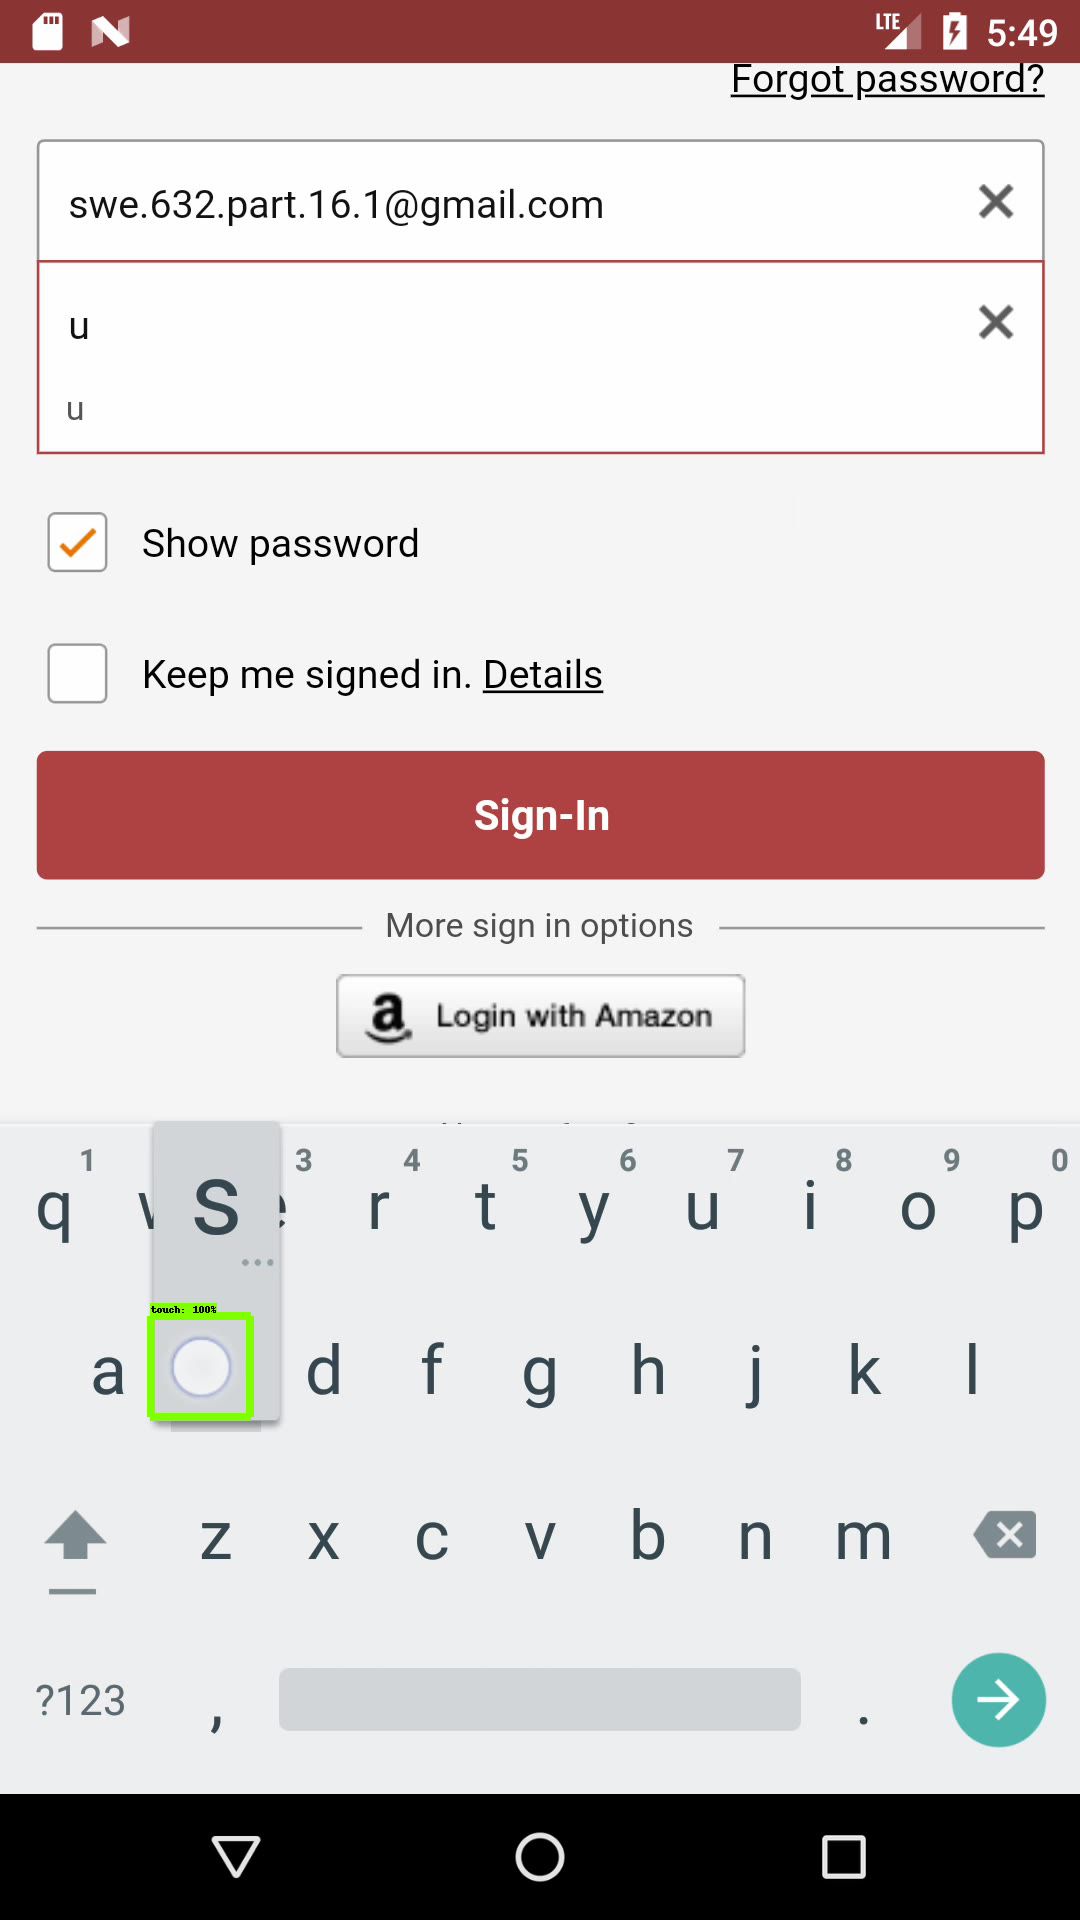 LTE 5:49
Forgot password?
swe.632.part.16.1@gmail.com
u
u
Show password
Keep me signed in. Details
Sign-In
More sign in options
a Login with Amazon
1 3 4 5 6 7 8 9 0
q s e r t y u i o p
touch: 100%
a d f g h j k l
z x c v b n m
?123 , .